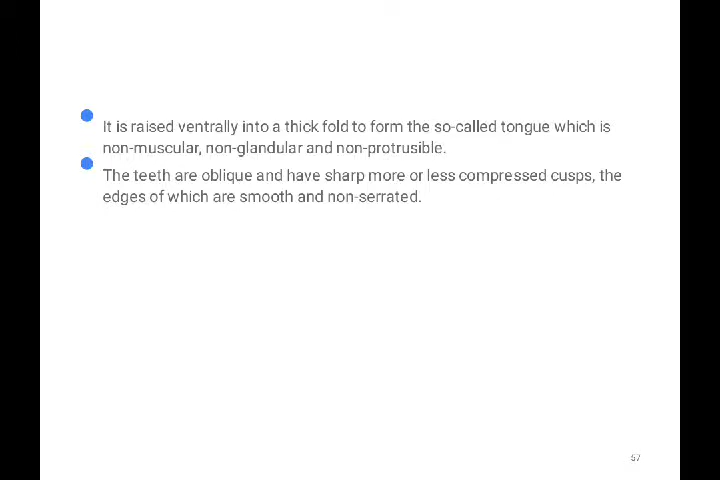 It is raised ventrally into a thick fold to form the so-called tongue which is
non-muscular, non-glandular and non-protrusible.
The teeth are oblique and have sharp more or less compressed cusps, the
edges of which are smooth and non-serrated.
57